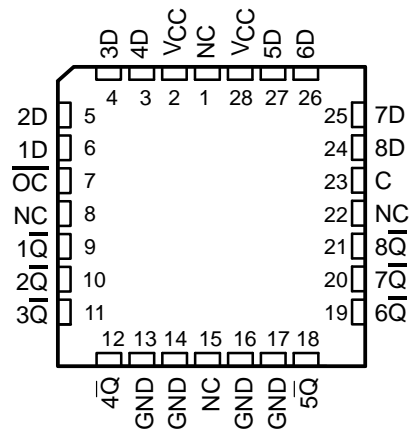 3D 4D VCC NC VCC 5D 6D
4 3 2 1 28 27 26
2D 5 25 7D
1D 6 24 8D
O̅C̅ 7 23 C
NC 8 22 NC
1Q̅ 9 21 8Q̅
2Q̅ 10 20 7Q̅
3Q̅ 11 19 6Q̅
12 13 14 15 16 17 18
4Q̅ GND GND NC GND GND 5Q̅